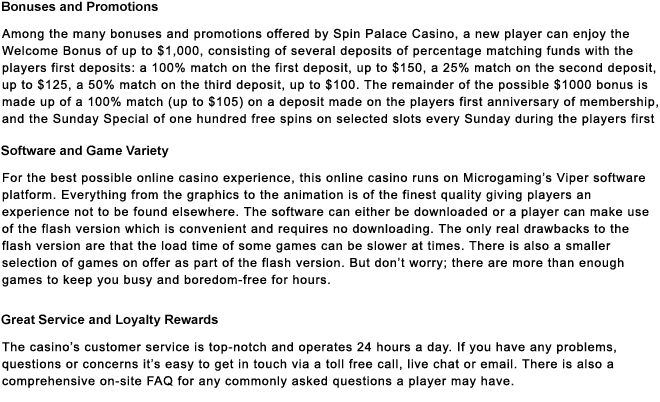 Bonuses and Promotions
Among the many bonuses and promotions offered by Spin Palace Casino, a new player can enjoy the
Welcome Bonus of up to $1,000, consisting of several deposits of percentage matching funds with the
players first deposits: a 100% match on the first deposit, up to $150, a 25% match on the second deposit,
up to $125, a 50% match on the third deposit, up to $100. The remainder of the possible $1000 bonus is
made up of a 100% match (up to $105) on a deposit made on the players first anniversary of membership,
and the Sunday Special of one hundred free spins on selected slots every Sunday during the players first
Software and Game Variety
For the best possible online casino experience, this online casino runs on Microgaming's Viper software
platform. Everything from the graphics to the animation is of the finest quality giving players an
experience not to be found elsewhere. The software can either be downloaded or a player can make use
of the flash version which is convenient and requires no downloading. The only real drawbacks to the
flash version are that the load time of some games can be slower at times. There is also a smaller
selection of games on offer as part of the flash version. But don't worry; there are more than enough
games to keep you busy and boredom-free for hours.
Great Service and Loyalty Rewards
The casino's customer service is top-notch and operates 24 hours a day. If you have any problems,
questions or concerns it's easy to get in touch via a toll free call, live chat or email. There is also a
comprehensive on-site FAQ for any commonly asked questions a player may have.